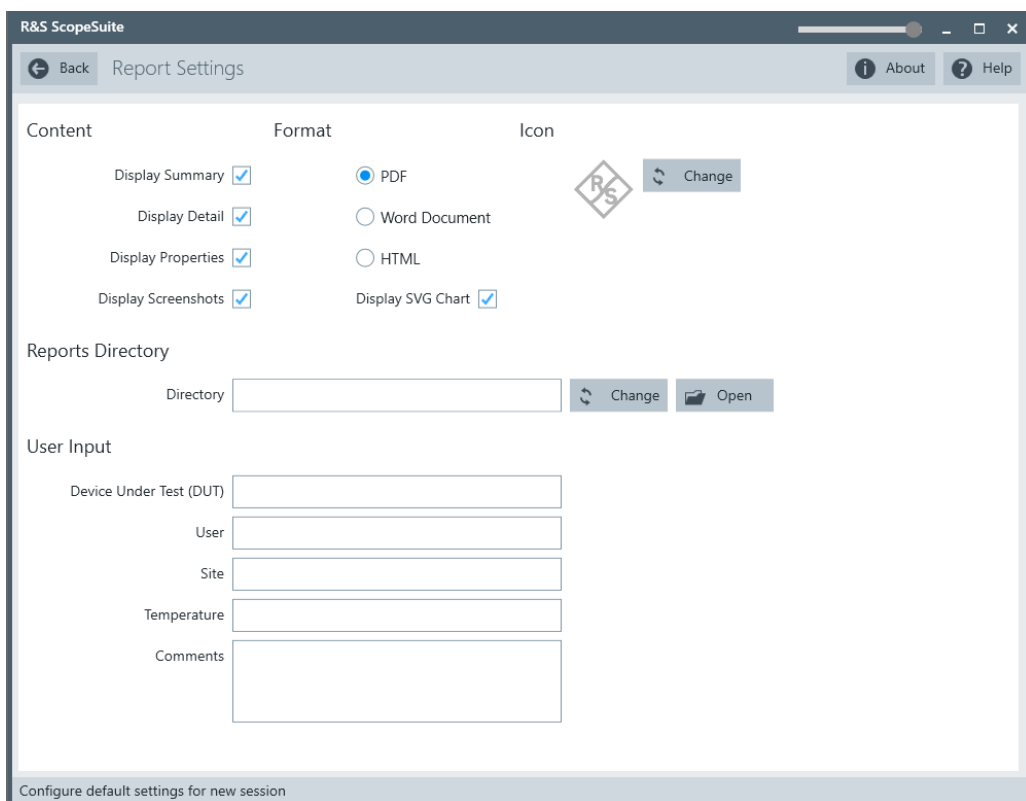 R&S ScopeSuite
Back Report Settings About Help
Content Format Icon
Display Summary PDF R&S Change
Display Detail Word Document
Display Properties HTML
Display Screenshots Display SVG Chart
Reports Directory
Directory Change Open
User Input
Device Under Test (DUT)
User
Site
Temperature
Comments
Configure default settings for new session